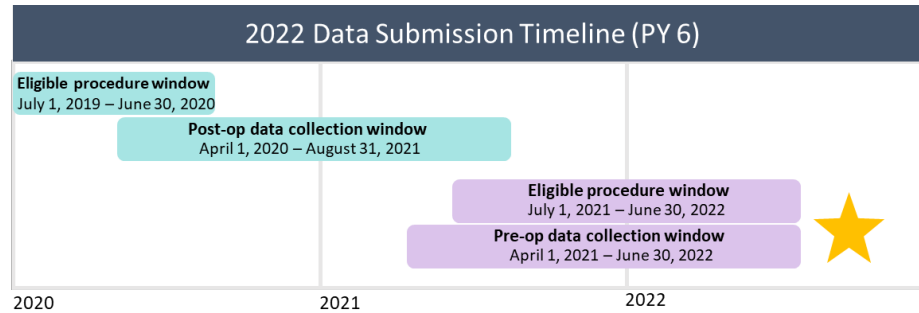 2022 Data Submission Timeline (PY 6)
Eligible procedure window
July 1, 2019 – June 30, 2020
Post-op data collection window
April 1, 2020 – August 31, 2021
Eligible procedure window
July 1, 2021 – June 30, 2022
Pre-op data collection window
April 1, 2021 – June 30, 2022
2020
2021
2022